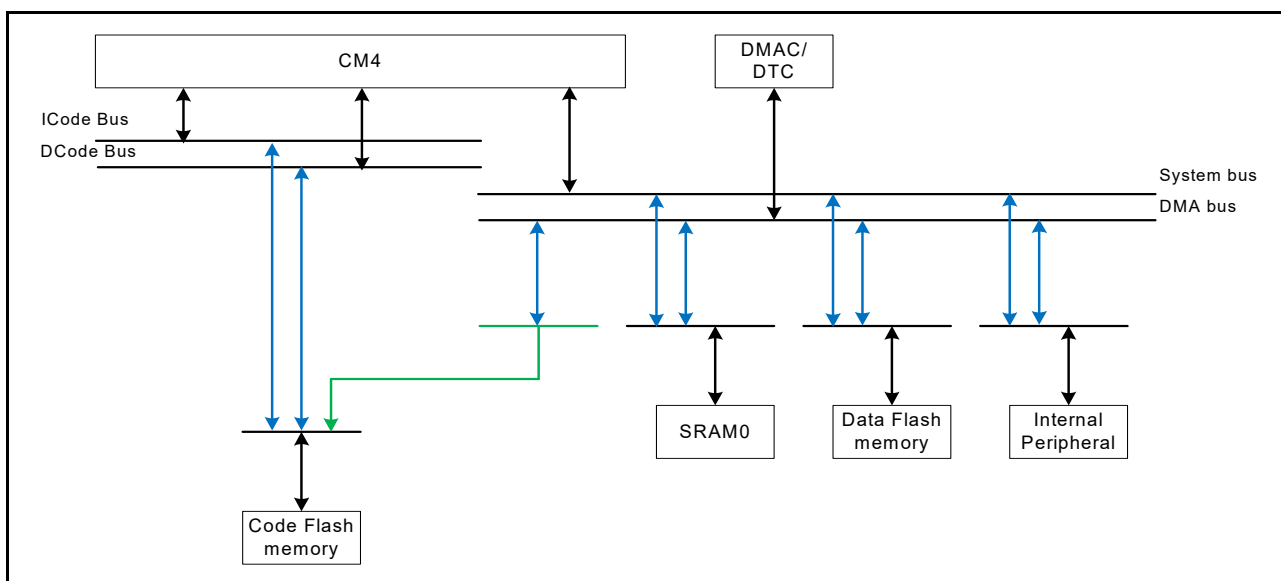 CM4
DMAC/
DTC
ICode Bus
DCode Bus
System bus
DMA bus
SRAM0
Data Flash
memory
Internal
Peripheral
Code Flash
memory